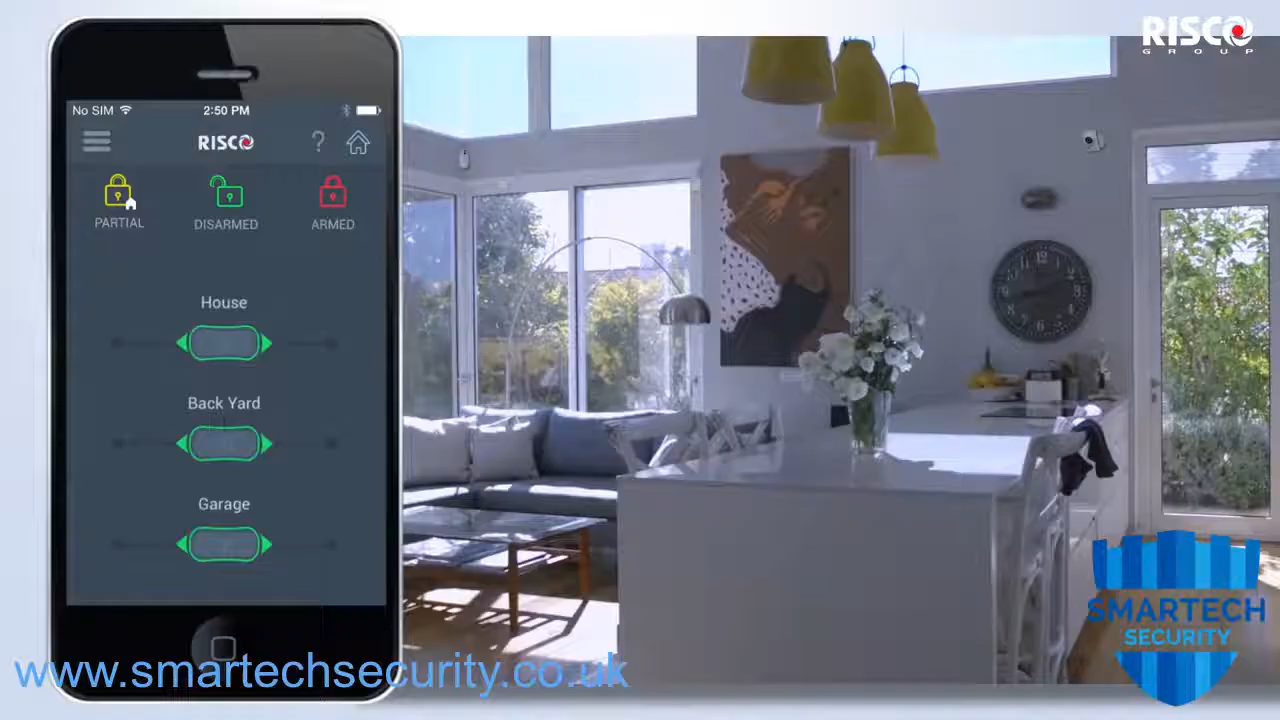 RISCO
GROUP
No SIM
2:50 PM
RISCO
?
PARTIAL
DISARMED
ARMED
House
Back Yard
Garage
SMARTECH
SECURITY
www.smartechsecurity.co.uk